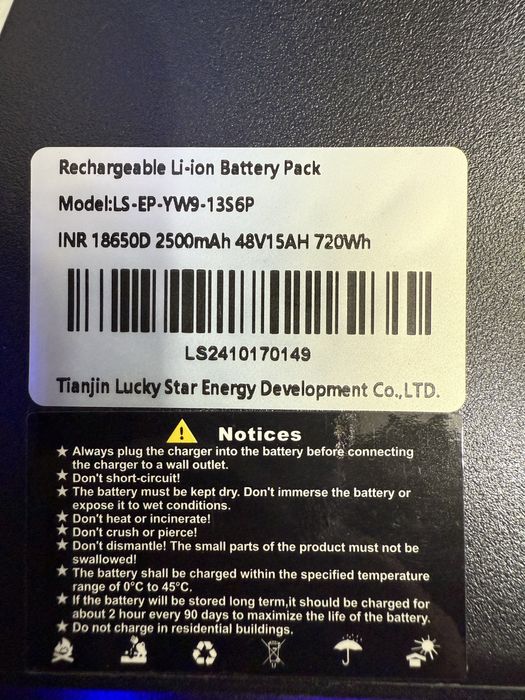 Rechargeable Li-ion Battery Pack
Model:LS-EP-YW9-13S6P
INR 18650D 2500mAh 48V15AH 720Wh
LS2410170149
Tianjin Lucky Star Energy Development Co.,LTD.
Notices
★ Always plug the charger into the battery before connecting
the charger to a wall outlet.
★ Don't short-circuit!
★ The battery must be kept dry. Don't immerse the battery or
expose it to wet conditions.
★ Don't heat or incinerate!
★ Don't crush or pierce!
★ Don't dismantle! The small parts of the product must not be
swallowed!
★ The battery shall be charged within the specified temperature
range of 0°C to 45°C.
★ If the battery will be stored long term,it should be charged for
about 2 hour every 90 days to maximize the life of the battery.
★ Do not charge in residential buildings.